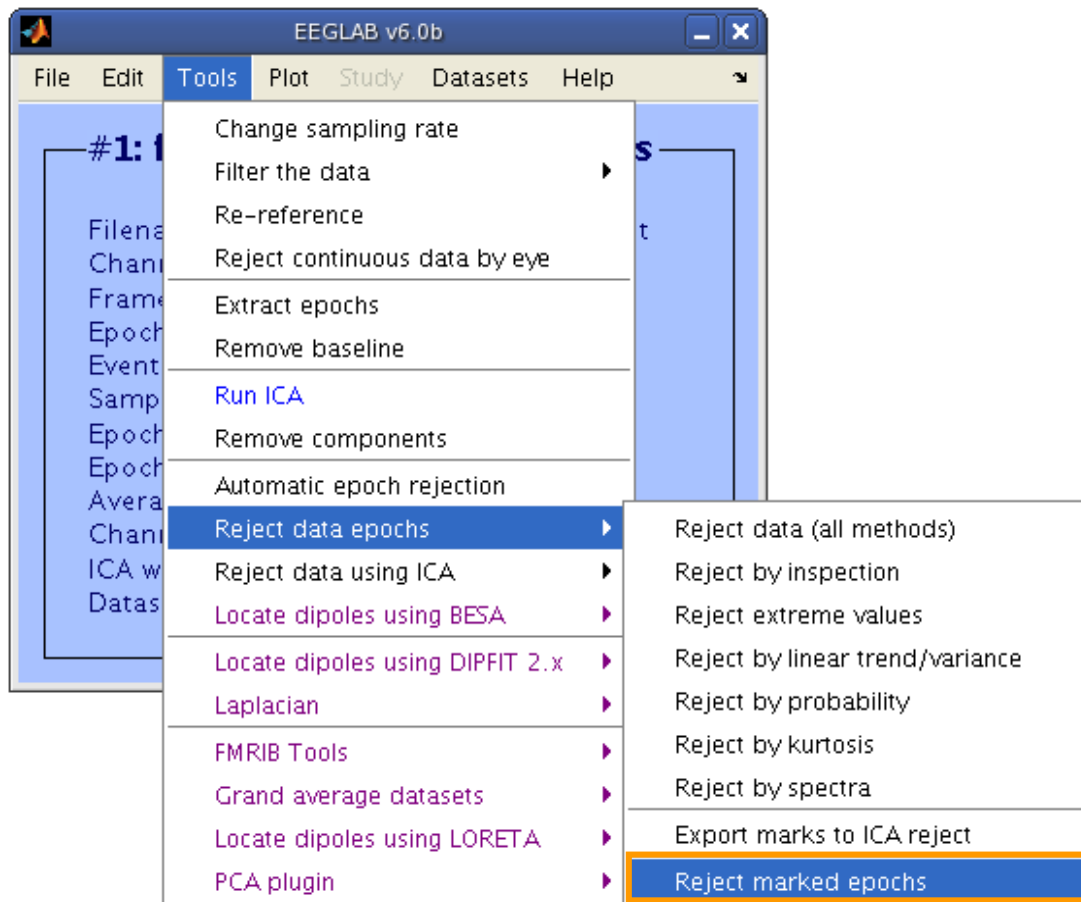 EEGLAB v6.0b
File Edit Tools Plot Study Datasets Help
#1:
Change sampling rate
Filter the data
Re-reference
Reject continuous data by eye
Extract epochs
Remove baseline
Run ICA
Remove components
Automatic epoch rejection
Reject data epochs
Reject data using ICA
Locate dipoles using BESA
Locate dipoles using DIPFIT 2.x
Laplacian
FMRIB Tools
Grand average datasets
Locate dipoles using LORETA
PCA plugin
Filena
Chann
Frame
Epoch
Event
Samp
Epoch
Epoch
Avera
Chann
ICA w
Datas
Reject data (all methods)
Reject by inspection
Reject extreme values
Reject by linear trend/variance
Reject by probability
Reject by kurtosis
Reject by spectra
Export marks to ICA reject
Reject marked epochs